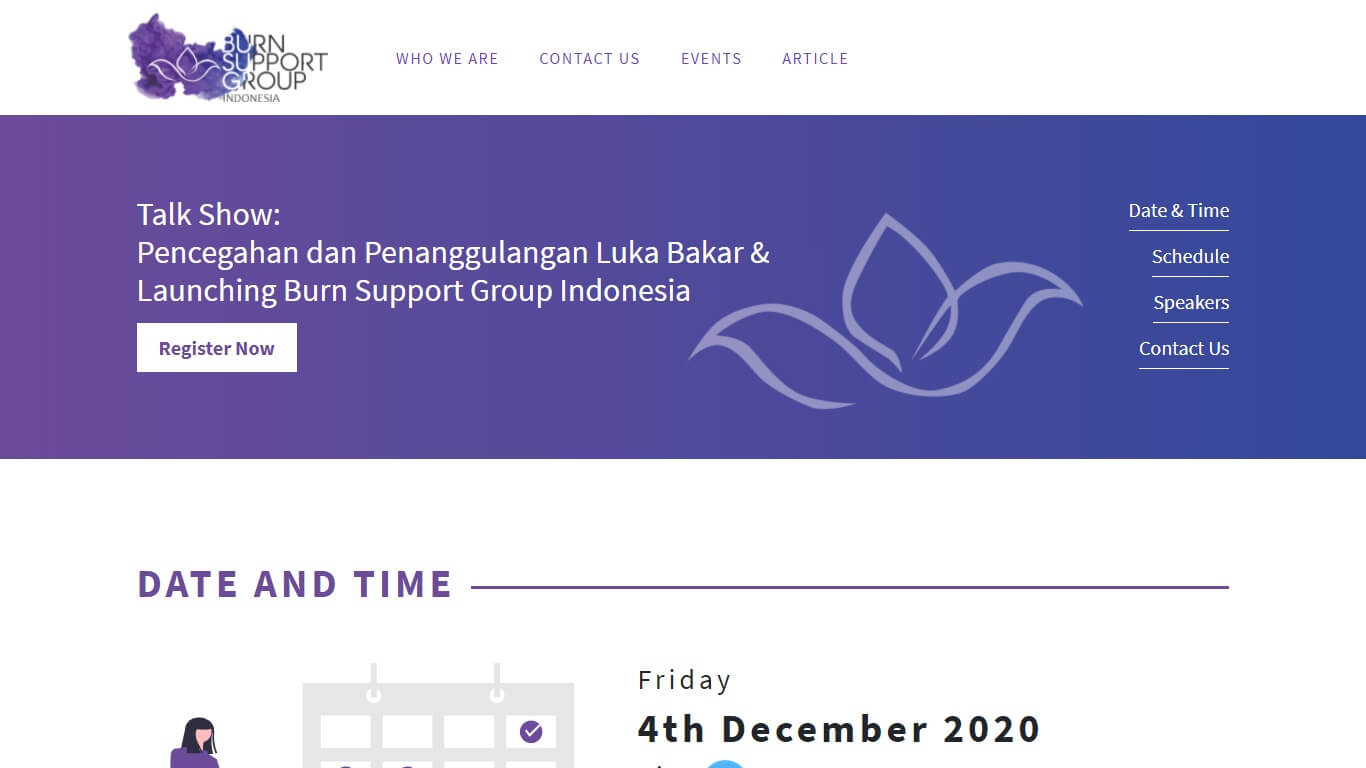 BURN
SUPPORT
GROUP
INDONESIA
WHO WE ARE
CONTACT US
EVENTS
ARTICLE
Talk Show:
Pencegahan dan Penanggulangan Luka Bakar &
Launching Burn Support Group Indonesia
Register Now
Date & Time
Schedule
Speakers
Contact Us
DATE AND TIME
Friday
4th December 2020